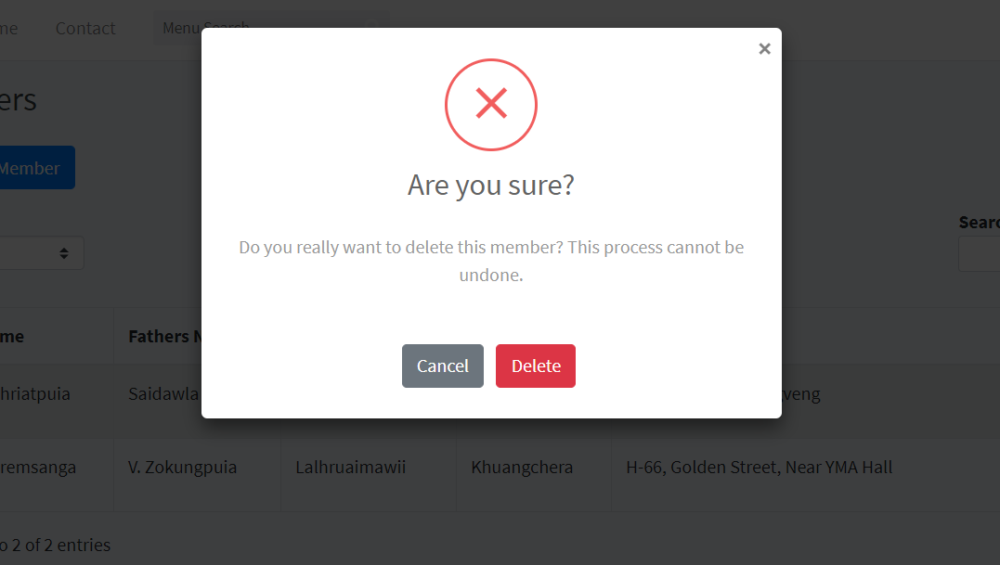 me Contact Menu Search
×
ers
Are you sure?
Member
Searc
Do you really want to delete this member? This process cannot be
undone.
me Fathers N
Cancel Delete
hriatpuia Saidawla veng
remsanga V. Zokungpuia Lalhruaimawii Khuangchera H-66, Golden Street, Near YMA Hall
o 2 of 2 entries